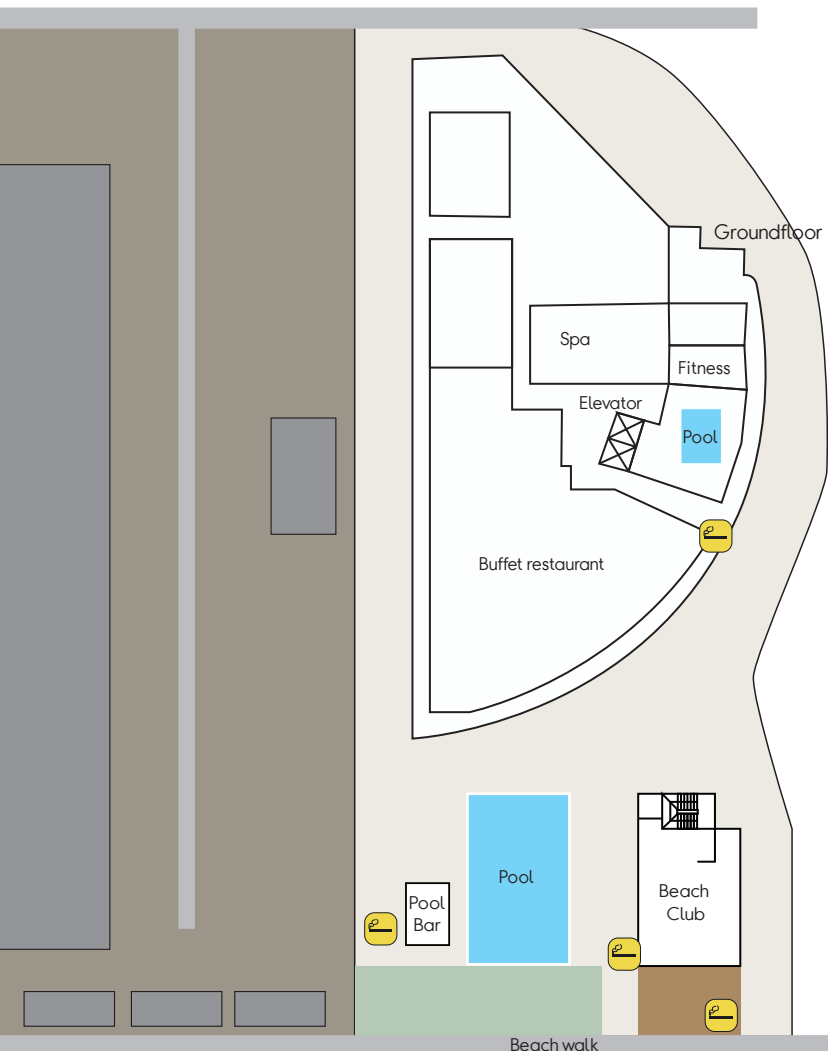 Groundfloor
Spa
Fitness
Elevator
Pool
Buffet restaurant
Pool
Pool
Bar
Beach
Club
Beach walk